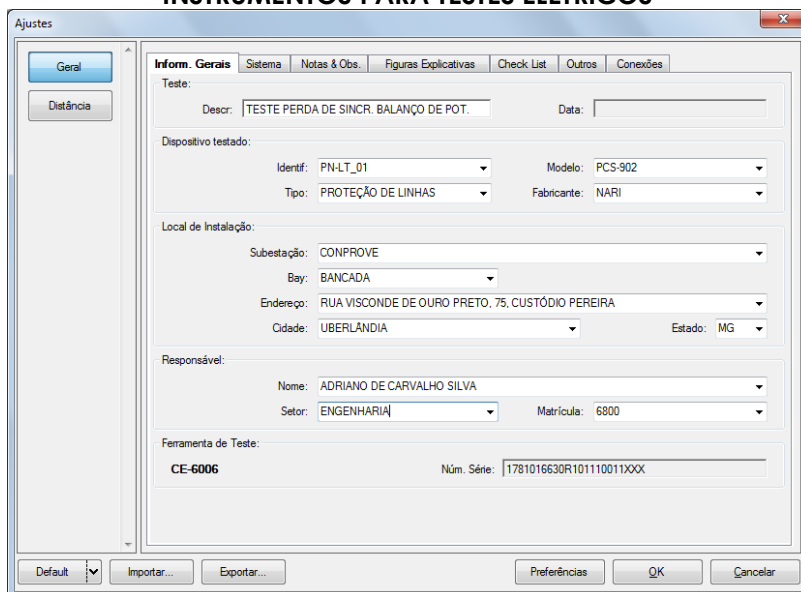 INSTRUMENTOS PARA TESTES ELÉTRICOS
Ajustes
Geral
Distância
Inform. Gerais Sistema Notas & Obs. Figuras Explicativas Check List Outros Conexões
Teste:
Descr: TESTE PERDA DE SINCR. BALANÇO DE POT. Data:
Dispositivo testado:
Identif: PN-LT_01 Modelo: PCS-902
Tipo: PROTEÇÃO DE LINHAS Fabricante: NARI
Local de Instalação:
Subestação: CONPROVE
Bay: BANCADA
Endereço: RUA VISCONDE DE OURO PRETO, 75, CUSTÓDIO PEREIRA
Cidade: UBERLÂNDIA Estado: MG
Responsável:
Nome: ADRIANO DE CARVALHO SILVA
Setor: ENGENHARIA Matrícula: 6800
Ferramenta de Teste:
CE-6006 Núm. Série: 1781016630R101110011XXX
Default Importar... Exportar... Preferências OK Cancelar